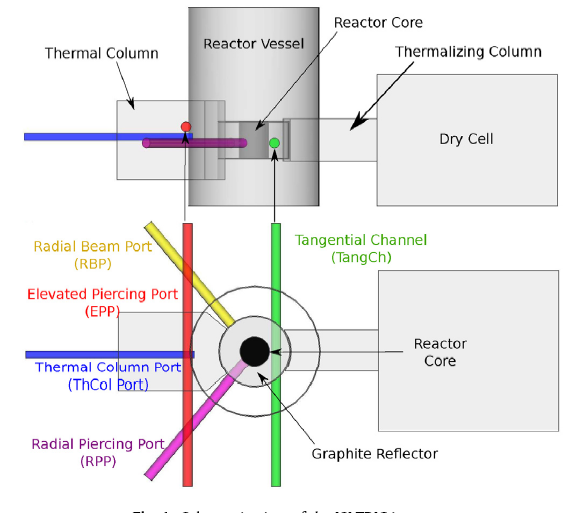 Reactor Core
Thermal Column
Reactor Vessel
Thermalizing Column
Dry Cell
Radial Beam Port
(RBP)
Tangential Channel
(TangCh)
Elevated Piercing Port
(EPP)
Thermal Column Port
(ThCol Port)
Reactor
Core
Radial Piercing Port
(RPP)
Graphite Reflector